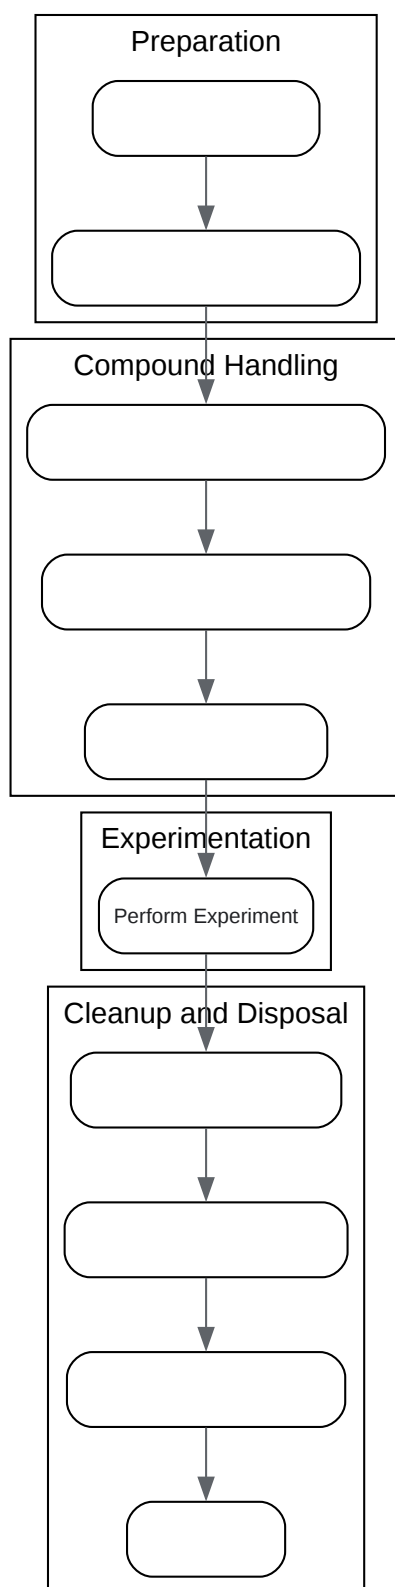 Preparation
Compound Handling
Experimentation
Perform Experiment
Cleanup and Disposal